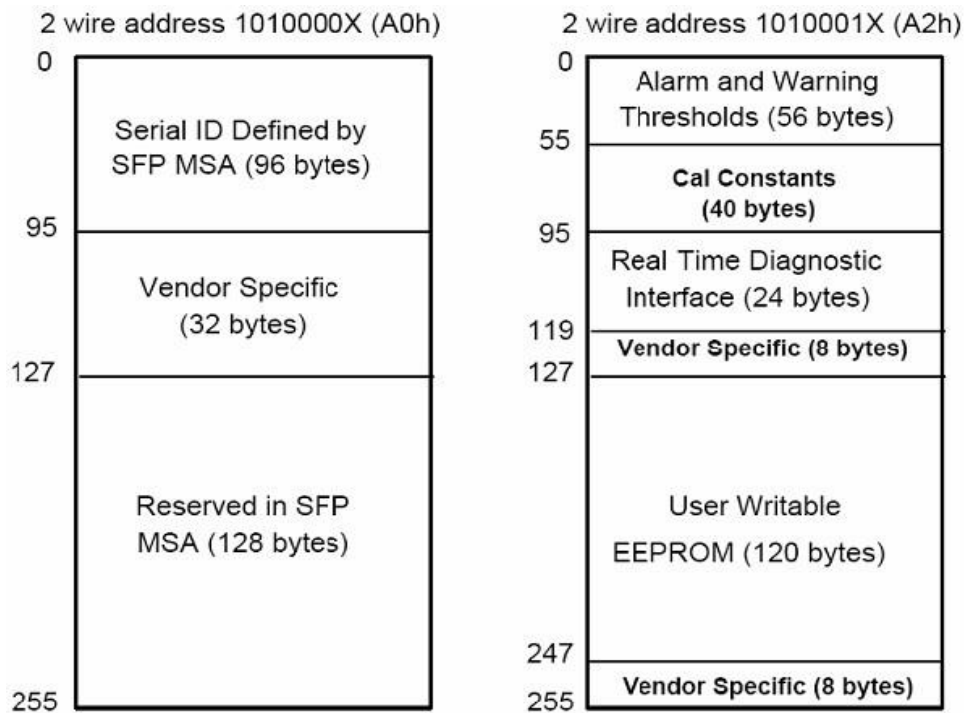 2 wire address 1010000X (A0h)
0
Serial ID Defined by
SFP MSA (96 bytes)
95
Vendor Specific
(32 bytes)
127
Reserved in SFP
MSA (128 bytes)
255
2 wire address 1010001X (A2h)
0
Alarm and Warning
Thresholds (56 bytes)
55
Cal Constants
(40 bytes)
95
Real Time Diagnostic
Interface (24 bytes)
119
Vendor Specific (8 bytes)
127
User Writable
EEPROM (120 bytes)
247
Vendor Specific (8 bytes)
255